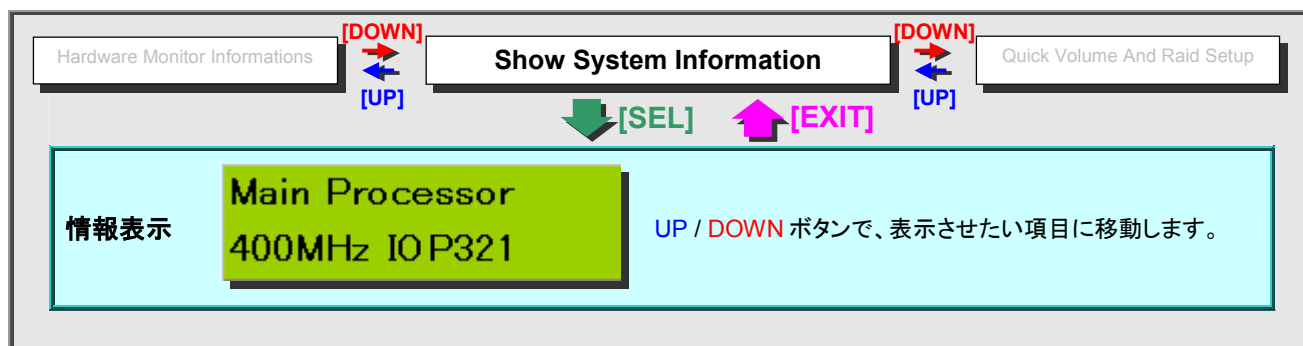 [DOWN]
[DOWN]
Hardware Monitor Informations
Show System Information
Quick Volume And Raid Setup
[UP]
[UP]
[SEL]
[EXIT]
情報表示
Main Processor
400MHz IOP321
UP / DOWN ボタンで、表示させたい項目に移動します。